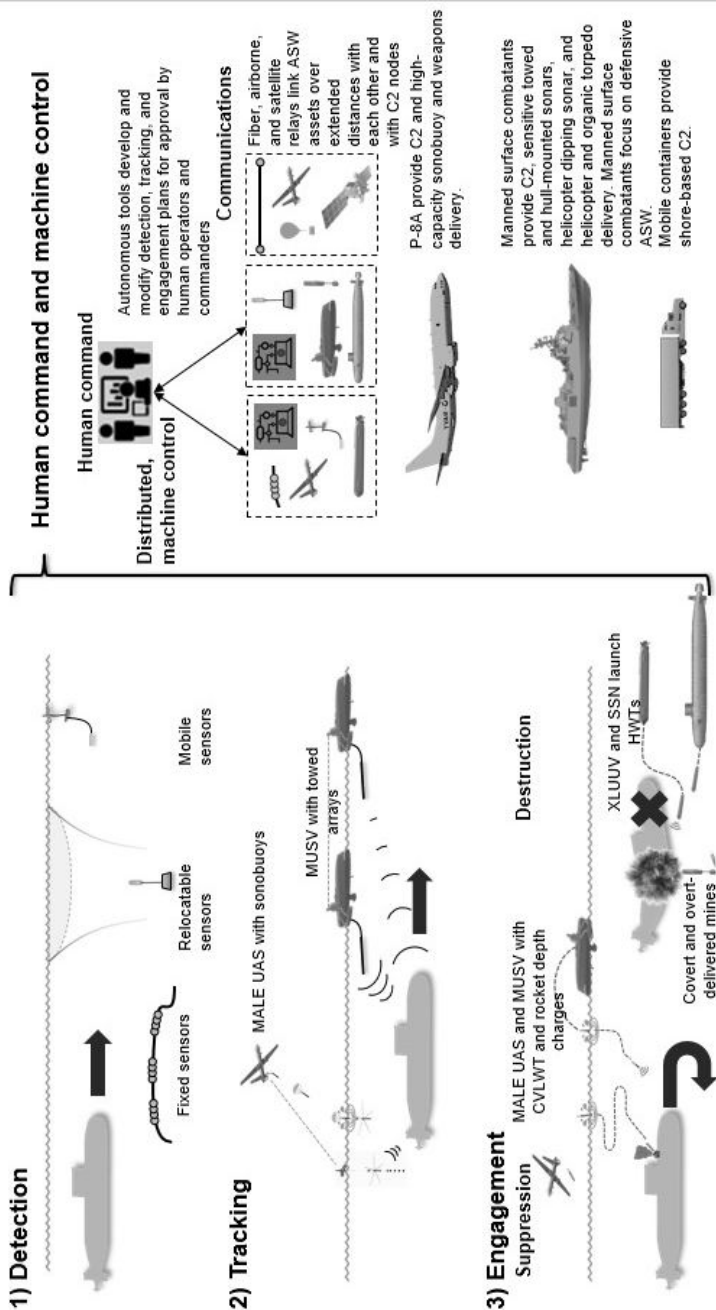 1) Detection
Fixed sensors
Relocatable
sensors
Mobile
sensors
2) Tracking
MALE UAS with sonobuoys
MUSV with towed
arrays
3) Engagement
Suppression
MALE UAS and MUSV with
CVLWT and rocket depth
charges
Destruction
XLUUV and SSN launch
HWTs
Covert and overt-
delivered mines
Human command and machine control
Human command
Distributed,
machine control
Autonomous tools develop and
modify detection, tracking, and
engagement plans for approval by
human operators and
commanders
Communications
Fiber, airborne,
and satellite
relays link ASW
assets over
extended
distances with
each other and
with C2 nodes
P-8A provide C2 and high-
capacity sonobuoy and weapons
delivery.
Manned surface combatants
provide C2, sensitive towed
and hull-mounted sonars,
helicopter dipping sonar, and
helicopter and organic torpedo
delivery. Manned surface
combatants focus on defensive
ASW.
Mobile containers provide
shore-based C2.